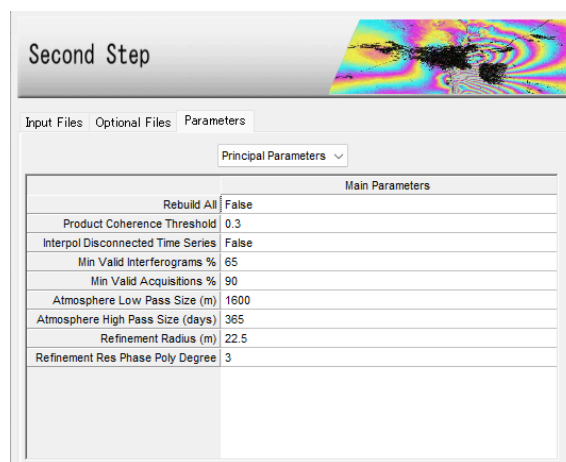 Second Step
Input Files Optional Files Parameters
Principal Parameters
Main Parameters
Rebuild All False
Product Coherence Threshold 0.3
Interpol Disconnected Time Series False
Min Valid Interferograms % 65
Min Valid Acquisitions % 90
Atmosphere Low Pass Size (m) 1600
Atmosphere High Pass Size (days) 365
Refinement Radius (m) 22.5
Refinement Res Phase Poly Degree 3